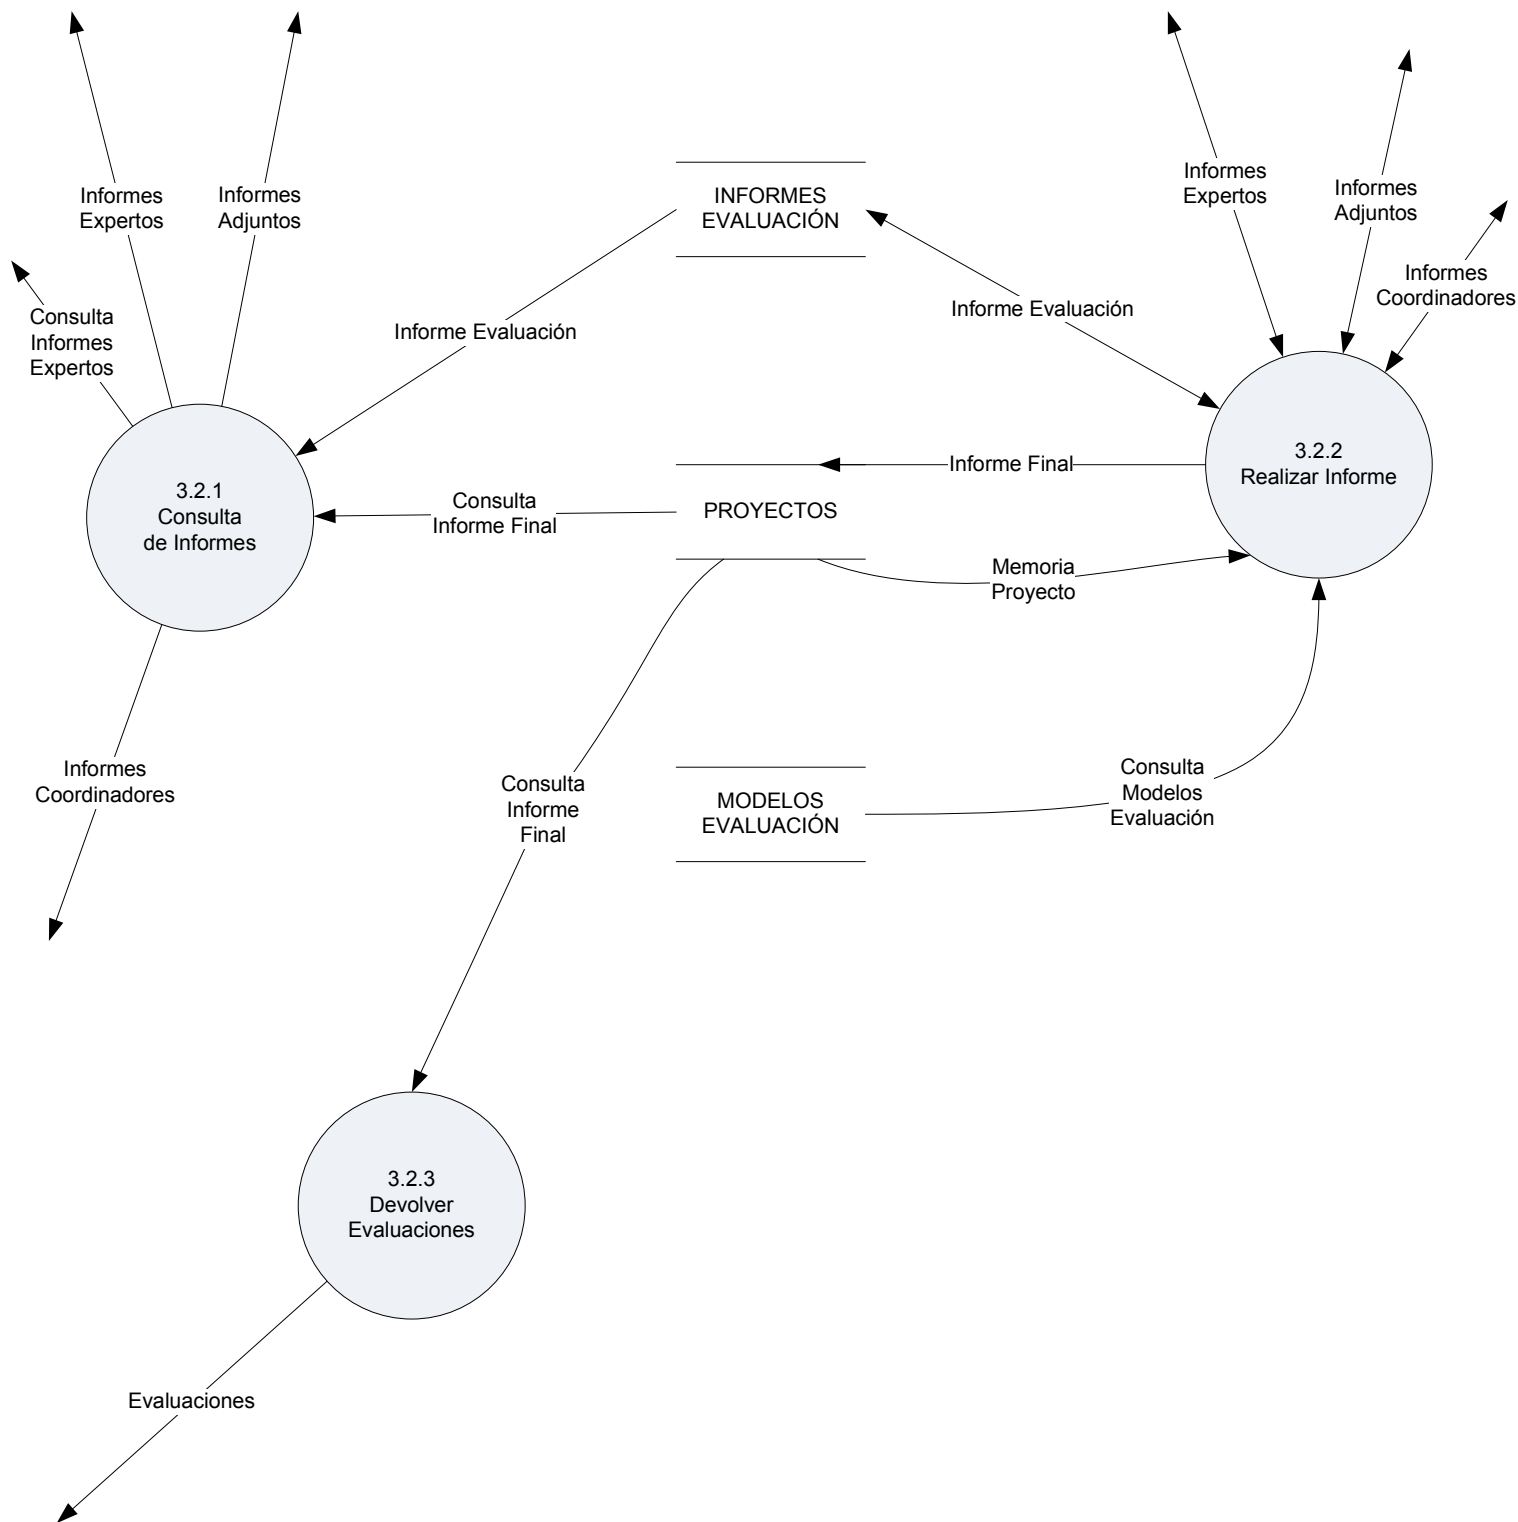 Informes
Expertos
Informes
Adjuntos
INFORMES
EVALUACIÓN
Informes
Expertos
Informes
Adjuntos
Informes
Coordinadores
Consulta
Informes
Expertos
Informe Evaluación
Informe Evaluación
3.2.1
Consulta
de Informes
Consulta
Informe Final
PROYECTOS
Informe Final
3.2.2
Realizar Informe
Memoria
Proyecto
Informes
Coordinadores
Consulta
Informe
Final
MODELOS
EVALUACIÓN
Consulta
Modelos
Evaluación
3.2.3
Devolver
Evaluaciones
Evaluaciones